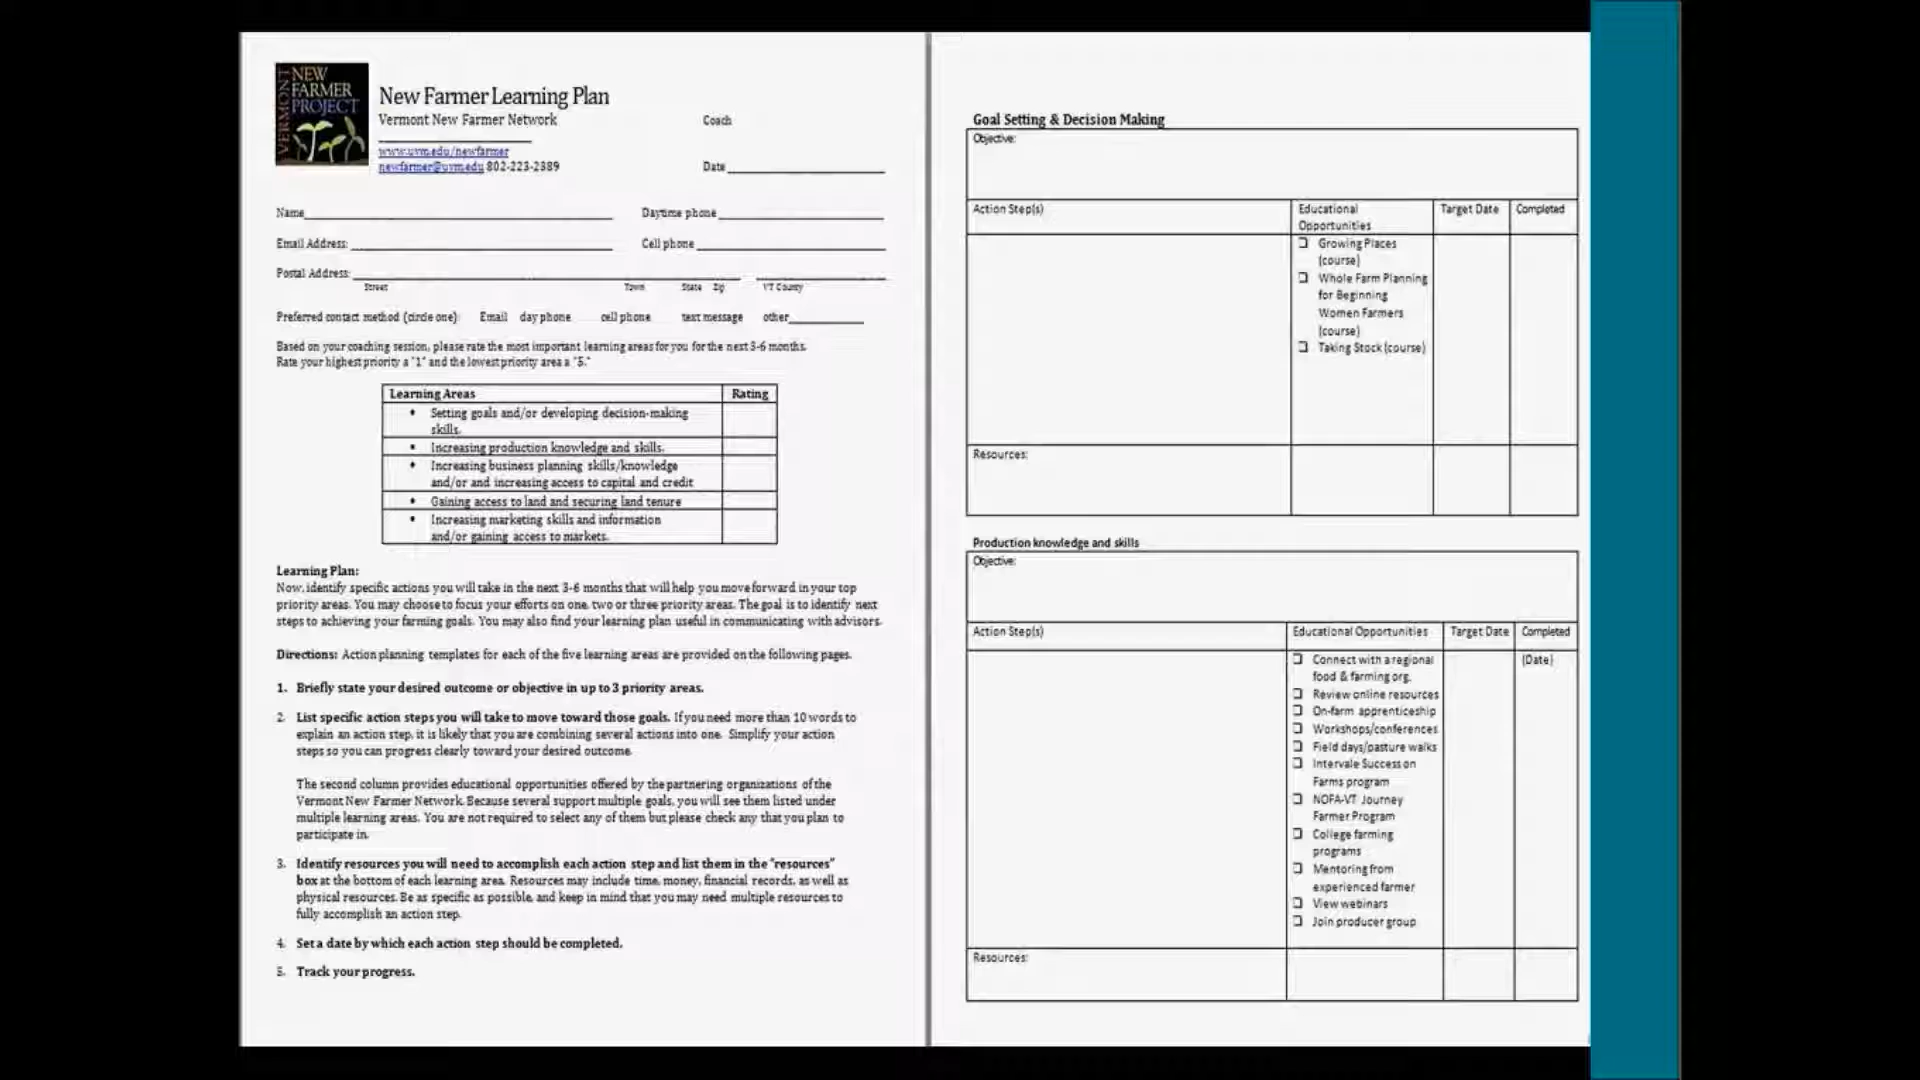 VERMONT
NEW
FARMER
PROJECT
New Farmer Learning Plan
Vermont New Farmer Network
Coach
www.uvm.edu/newfarmer
newfarmer@uvm.edu 802-223-2389
Date
Name
Daytime phone
Email Address:
Cell phone
Postal Address:
Street Town State Zip VT County
Preferred contact method (circle one): Email day phone cell phone text message other
Based on your coaching session, please rate the most important learning areas for you for the next 3-6 months.
Rate your highest priority a "1" and the lowest priority area a "5."
Learning Areas Rating
• Setting goals and/or developing decision-making
skills.
• Increasing production knowledge and skills.
• Increasing business planning skills/knowledge
and/or and increasing access to capital and credit
• Gaining access to land and securing land tenure
• Increasing marketing skills and information
and/or gaining access to markets.
Learning Plan:
Now, identify specific actions you will take in the next 3-6 months that will help you move forward in your top
priority areas. You may choose to focus your efforts on one, two or three priority areas. The goal is to identify next
steps to achieving your farming goals. You may also find your learning plan useful in communicating with advisors.
Directions: Action planning templates for each of the five learning areas are provided on the following pages.
1. Briefly state your desired outcome or objective in up to 3 priority areas.
2. List specific action steps you will take to move toward those goals. If you need more than 10 words to
explain an action step, it is likely that you are combining several actions into one. Simplify your action
steps so you can progress clearly toward your desired outcome.
The second column provides educational opportunities offered by the partnering organizations of the
Vermont New Farmer Network. Because several support multiple goals, you will see them listed under
multiple learning areas. You are not required to select any of them but please check any that you plan to
participate in.
3. Identify resources you will need to accomplish each action step and list them in the "resources"
box at the bottom of each learning area. Resources may include time, money, financial records, as well as
physical resources. Be as specific as possible, and keep in mind that you may need multiple resources to
fully accomplish an action step.
4. Set a date by which each action step should be completed.
5. Track your progress.
Goal Setting & Decision Making
Objective:
Action Step(s) Educational Target Date Completed
Opportunities
❑ Growing Places
(course)
❑ Whole Farm Planning
for Beginning
Women Farmers
(course)
❑ Taking Stock (course)
Resources:
Production knowledge and skills
Objective:
Action Step(s) Educational Opportunities Target Date Completed
❑ Connect with a regional (Date)
food & farming org.
❑ Review online resources
❑ On-farm apprenticeship
❑ Workshops/conferences
❑ Field days/pasture walks
❑ Intervale Success on
Farms program
❑ NOFA-VT Journey
Farmer Program
❑ College farming
programs
❑ Mentoring from
experienced farmer
❑ View webinars
❑ Join producer group
Resources: